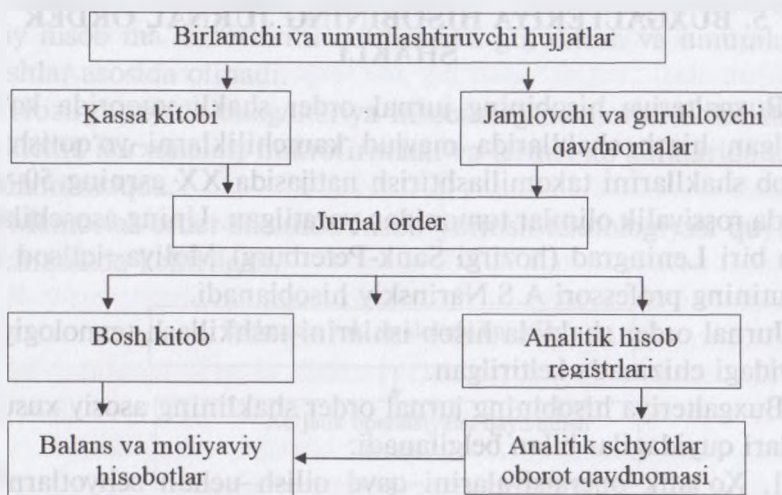 Birlamchi va umumlashtiruvchi hujjatlar
Kassa kitobi
Jamlovchi va guruhlovchi
qaydnomalar
Jurnal order
Bosh kitob
Analitik hisob
registrlari
Balans va moliyaviy
hisobotlar
Analitik schyotlar
oborot qaydnomasi